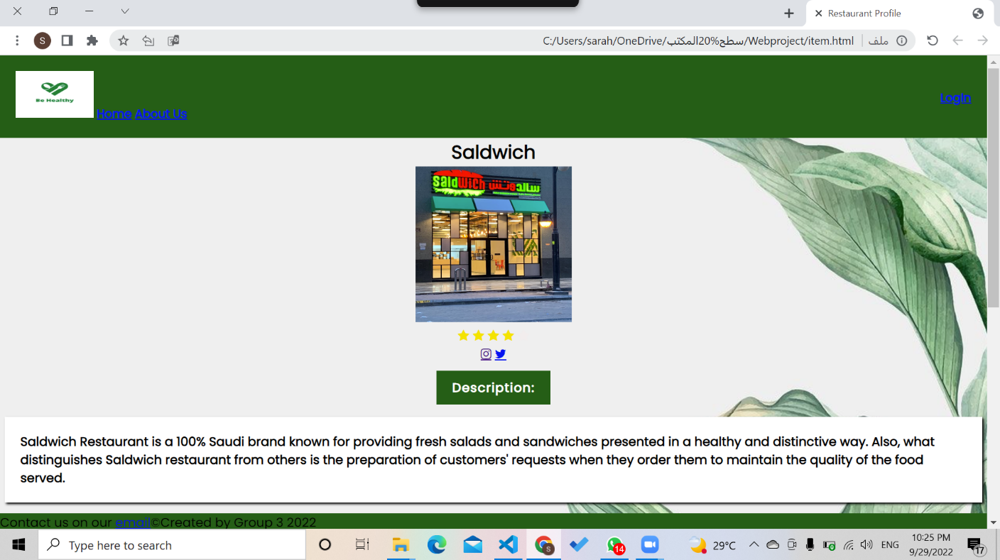 Restaurant Profile
C:/Users/sarah/OneDrive/سطح%20المكتب/Webproject/item.html
ملف
S
Be Healthy
Home About Us
Login
Saldwich
saldwich سالدوتش
Description:
Saldwich Restaurant is a 100% Saudi brand known for providing fresh salads and sandwiches presented in a healthy and distinctive way. Also, what
distinguishes Saldwich restaurant from others is the preparation of customers' requests when they order them to maintain the quality of the food
served.
Contact us on our email©Created by Group 3 2022
Type here to search
S
14
29°C
ENG
10:25 PM
9/29/2022
17